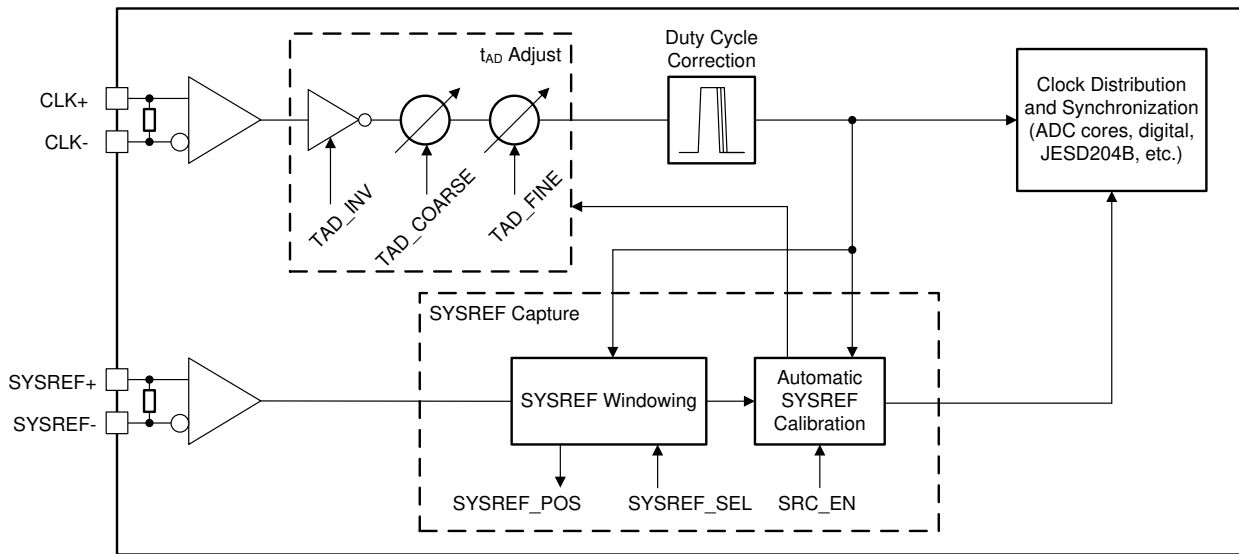 t_AD Adjust
Duty Cycle
Correction
Clock Distribution
and Synchronization
(ADC cores, digital,
JESD204B, etc.)
CLK+
CLK-
TAD_INV
TAD_COARSE
TAD_FINE
SYSREF Capture
SYSREF+
SYSREF-
SYSREF Windowing
Automatic
SYSREF
Calibration
SYSREF_POS
SYSREF_SEL
SRC_EN